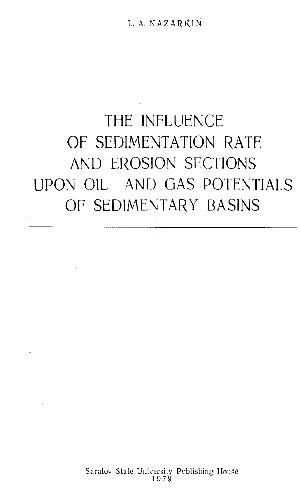 L. A. NAZARKIN
THE INFLUENCE
OF SEDIMENTATION RATE
AND EROSION SECTIONS
UPON OIL AND GAS POTENTIALS
OF SEDIMENTARY BASINS
Saratov State University Publishing House
1979